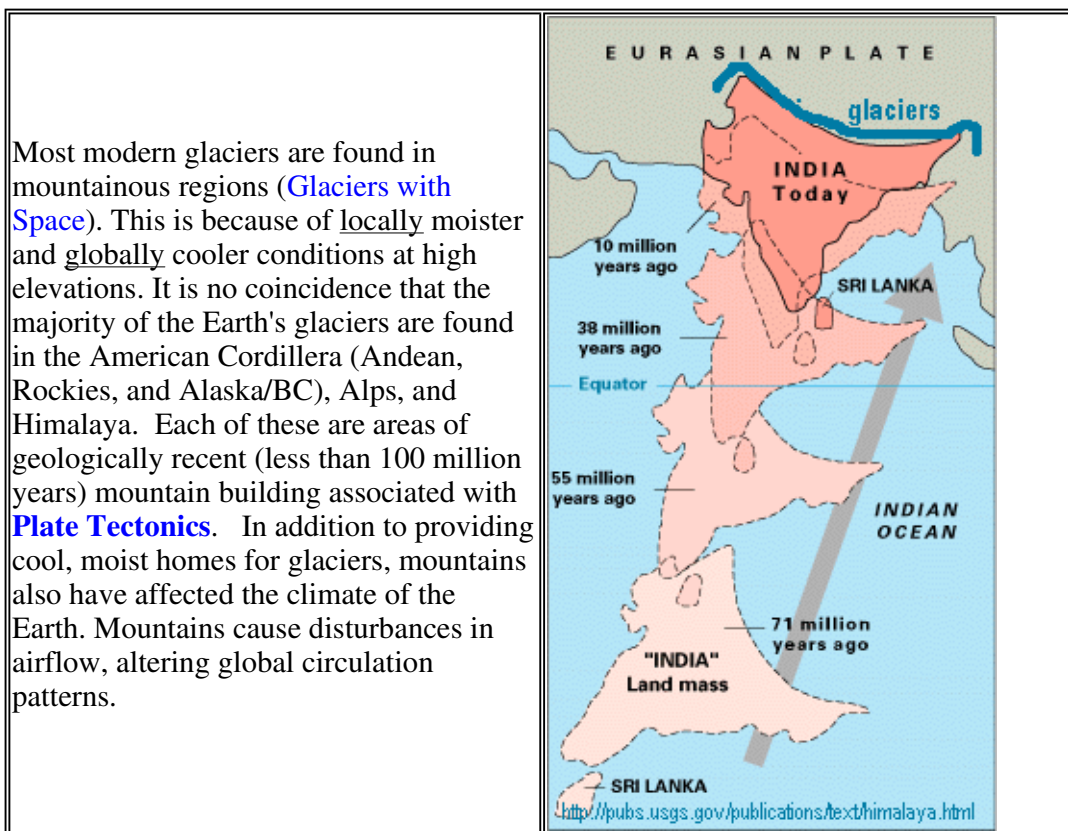 Most modern glaciers are found in
mountainous regions (Glaciers with
Space). This is because of locally moister
and globally cooler conditions at high
elevations. It is no coincidence that the
majority of the Earth's glaciers are found
in the American Cordillera (Andean,
Rockies, and Alaska/BC), Alps, and
Himalaya.  Each of these are areas of
geologically recent (less than 100 million
years) mountain building associated with
Plate Tectonics.   In addition to providing
cool, moist homes for glaciers, mountains
also have affected the climate of the
Earth. Mountains cause disturbances in
airflow, altering global circulation
patterns.
EURASIAN PLATE
glaciers
INDIA
Today
10 million
years ago
SRI LANKA
38 million
years ago
Equator
55 million
years ago
INDIAN
OCEAN
71 million
years ago
"INDIA"
Land mass
SRI LANKA
http://pubs.usgs.gov/publications/text/himalaya.html